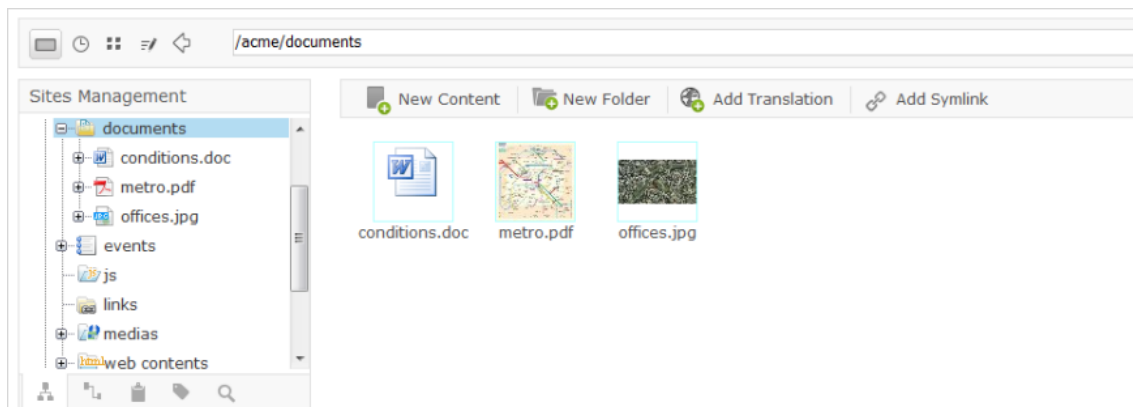 /acme/documents
Sites Management
New Content
New Folder
Add Translation
Add Symlink
documents
conditions.doc
metro.pdf
offices.jpg
events
js
links
medias
html web contents
conditions.doc
metro.pdf
offices.jpg